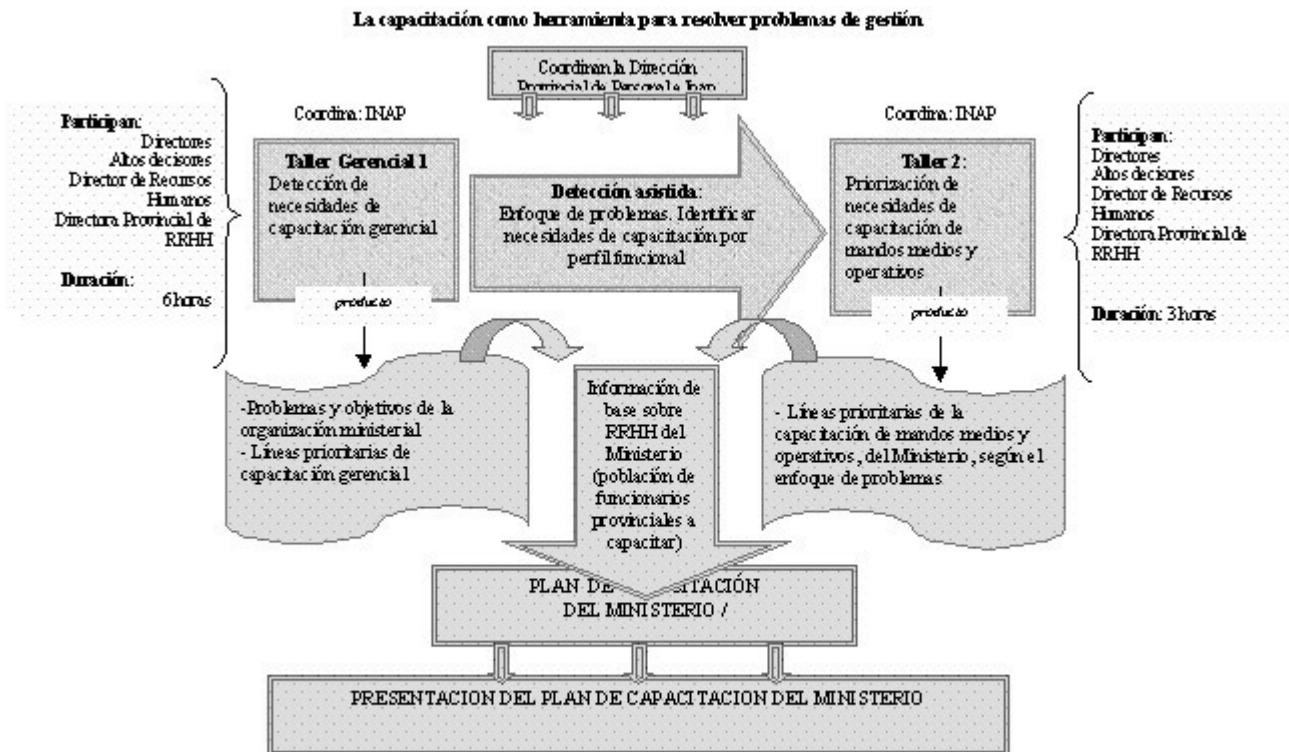 La capacitación como herramienta para resolver problemas de gestión
Coordinan la Dirección
Provincial de Personal e Inap
Participan:
Directores
Altos decisores
Director de Recursos
Humanos
Directora Provincial de
RRHH
Duración:
6 horas
Coordina: INAP
Taller Gerencial 1
Detección de
necesidades de
capacitación gerencial
producto
Detección asistida:
Enfoque de problemas. Identificar
necesidades de capacitación por
perfil funcional
Coordina: INAP
Taller 2:
Priorización de
necesidades de
capacitación de
mandos medios y
operativos
producto
Participan:
Directores
Altos decisores
Director de Recursos
Humanos
Directora Provincial de
RRHH
Duración: 3 horas
-Problemas y objetivos de la
organización ministerial
- Líneas prioritarias de
capacitación gerencial
Información de
base sobre
RRHH del
Ministerio
(población de
funcionarios
provinciales a
capacitar)
- Líneas prioritarias de la
capacitación de mandos medios y
operativos, del Ministerio, según el
enfoque de problemas
PLAN DE CITACIÓN
DEL MINISTERIO /
PRESENTACION DEL PLAN DE CAPACITACION DEL MINISTERIO